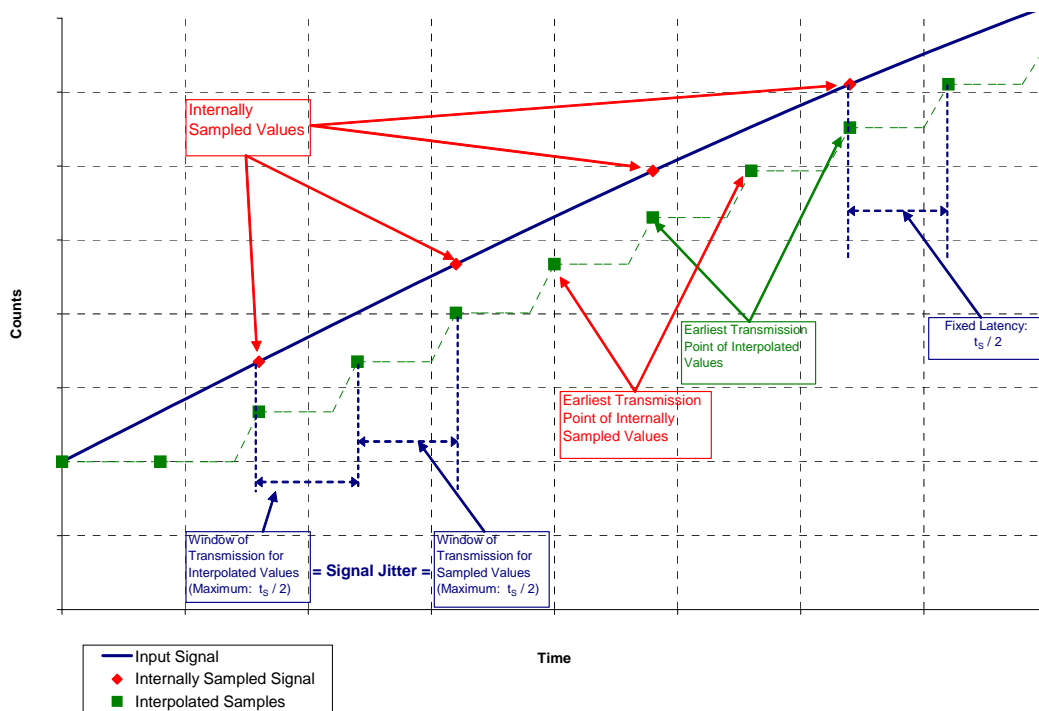 Internally
Sampled Values
Counts
Earliest Transmission
Point of Interpolated
Values
Fixed Latency:
tS / 2
Earliest Transmission
Point of Internally
Sampled Values
Window of
Transmission for
Interpolated Values
(Maximum: tS / 2)
= Signal Jitter =
Window of
Transmission for
Sampled Values
(Maximum: tS / 2)
Time
Input Signal
Internally Sampled Signal
Interpolated Samples